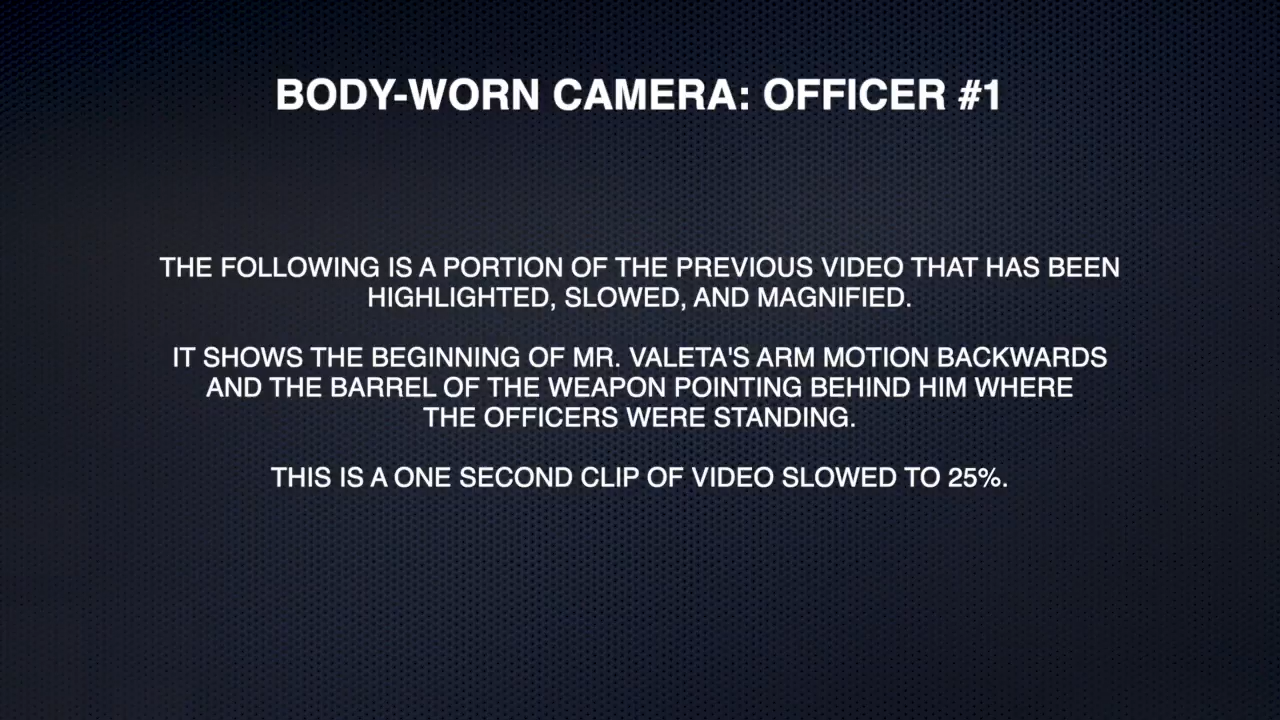 BODY-WORN CAMERA: OFFICER #1
THE FOLLOWING IS A PORTION OF THE PREVIOUS VIDEO THAT HAS BEEN
HIGHLIGHTED, SLOWED, AND MAGNIFIED.
IT SHOWS THE BEGINNING OF MR. VALETA'S ARM MOTION BACKWARDS
AND THE BARREL OF THE WEAPON POINTING BEHIND HIM WHERE
THE OFFICERS WERE STANDING.
THIS IS A ONE SECOND CLIP OF VIDEO SLOWED TO 25%.